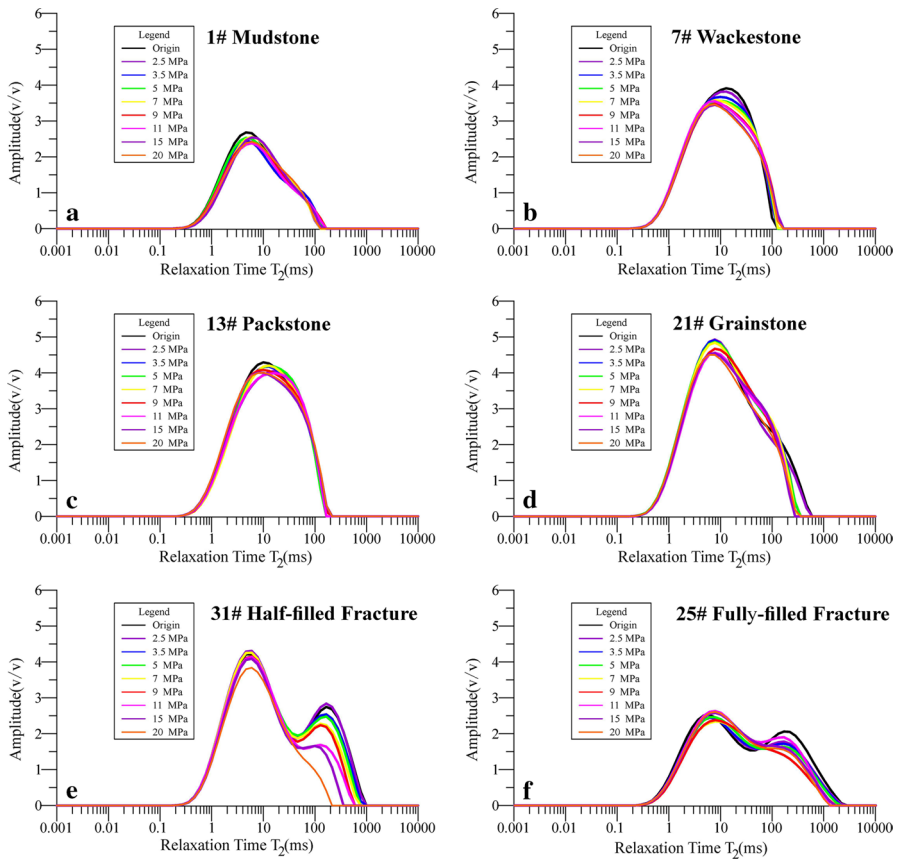 6
5
4
3
2
1
0
Amplitude(v/v)
Legend
Origin
2.5 MPa
3.5 MPa
5 MPa
7 MPa
9 MPa
11 MPa
15 MPa
20 MPa
1# Mudstone
a
0.001 0.01 0.1 1 10 100 1000 10000
Relaxation Time T2(ms)
6
5
4
3
2
1
0
Amplitude(v/v)
Legend
Origin
2.5 MPa
3.5 MPa
5 MPa
7 MPa
9 MPa
11 MPa
15 MPa
20 MPa
7# Wackestone
b
0.001 0.01 0.1 1 10 100 1000 10000
Relaxation Time T2(ms)
6
5
4
3
2
1
0
Amplitude(v/v)
Legend
Origin
2.5 MPa
3.5 MPa
5 MPa
7 MPa
9 MPa
11 MPa
15 MPa
20 MPa
13# Packstone
c
0.001 0.01 0.1 1 10 100 1000 10000
Relaxation Time T2(ms)
6
5
4
3
2
1
0
Amplitude(v/v)
Legend
Origin
2.5 MPa
3.5 MPa
5 MPa
7 MPa
9 MPa
11 MPa
15 MPa
20 MPa
21# Grainstone
d
0.001 0.01 0.1 1 10 100 1000 10000
Relaxation Time T2(ms)
6
5
4
3
2
1
0
Amplitude(v/v)
Legend
Origin
2.5 MPa
3.5 MPa
5 MPa
7 MPa
9 MPa
11 MPa
15 MPa
20 MPa
31# Half-filled Fracture
e
0.001 0.01 0.1 1 10 100 1000 10000
Relaxation Time T2(ms)
6
5
4
3
2
1
0
Amplitude(v/v)
Legend
Origin
2.5 MPa
3.5 MPa
5 MPa
7 MPa
9 MPa
11 MPa
15 MPa
20 MPa
25# Fully-filled Fracture
f
0.001 0.01 0.1 1 10 100 1000 10000
Relaxation Time T2(ms)